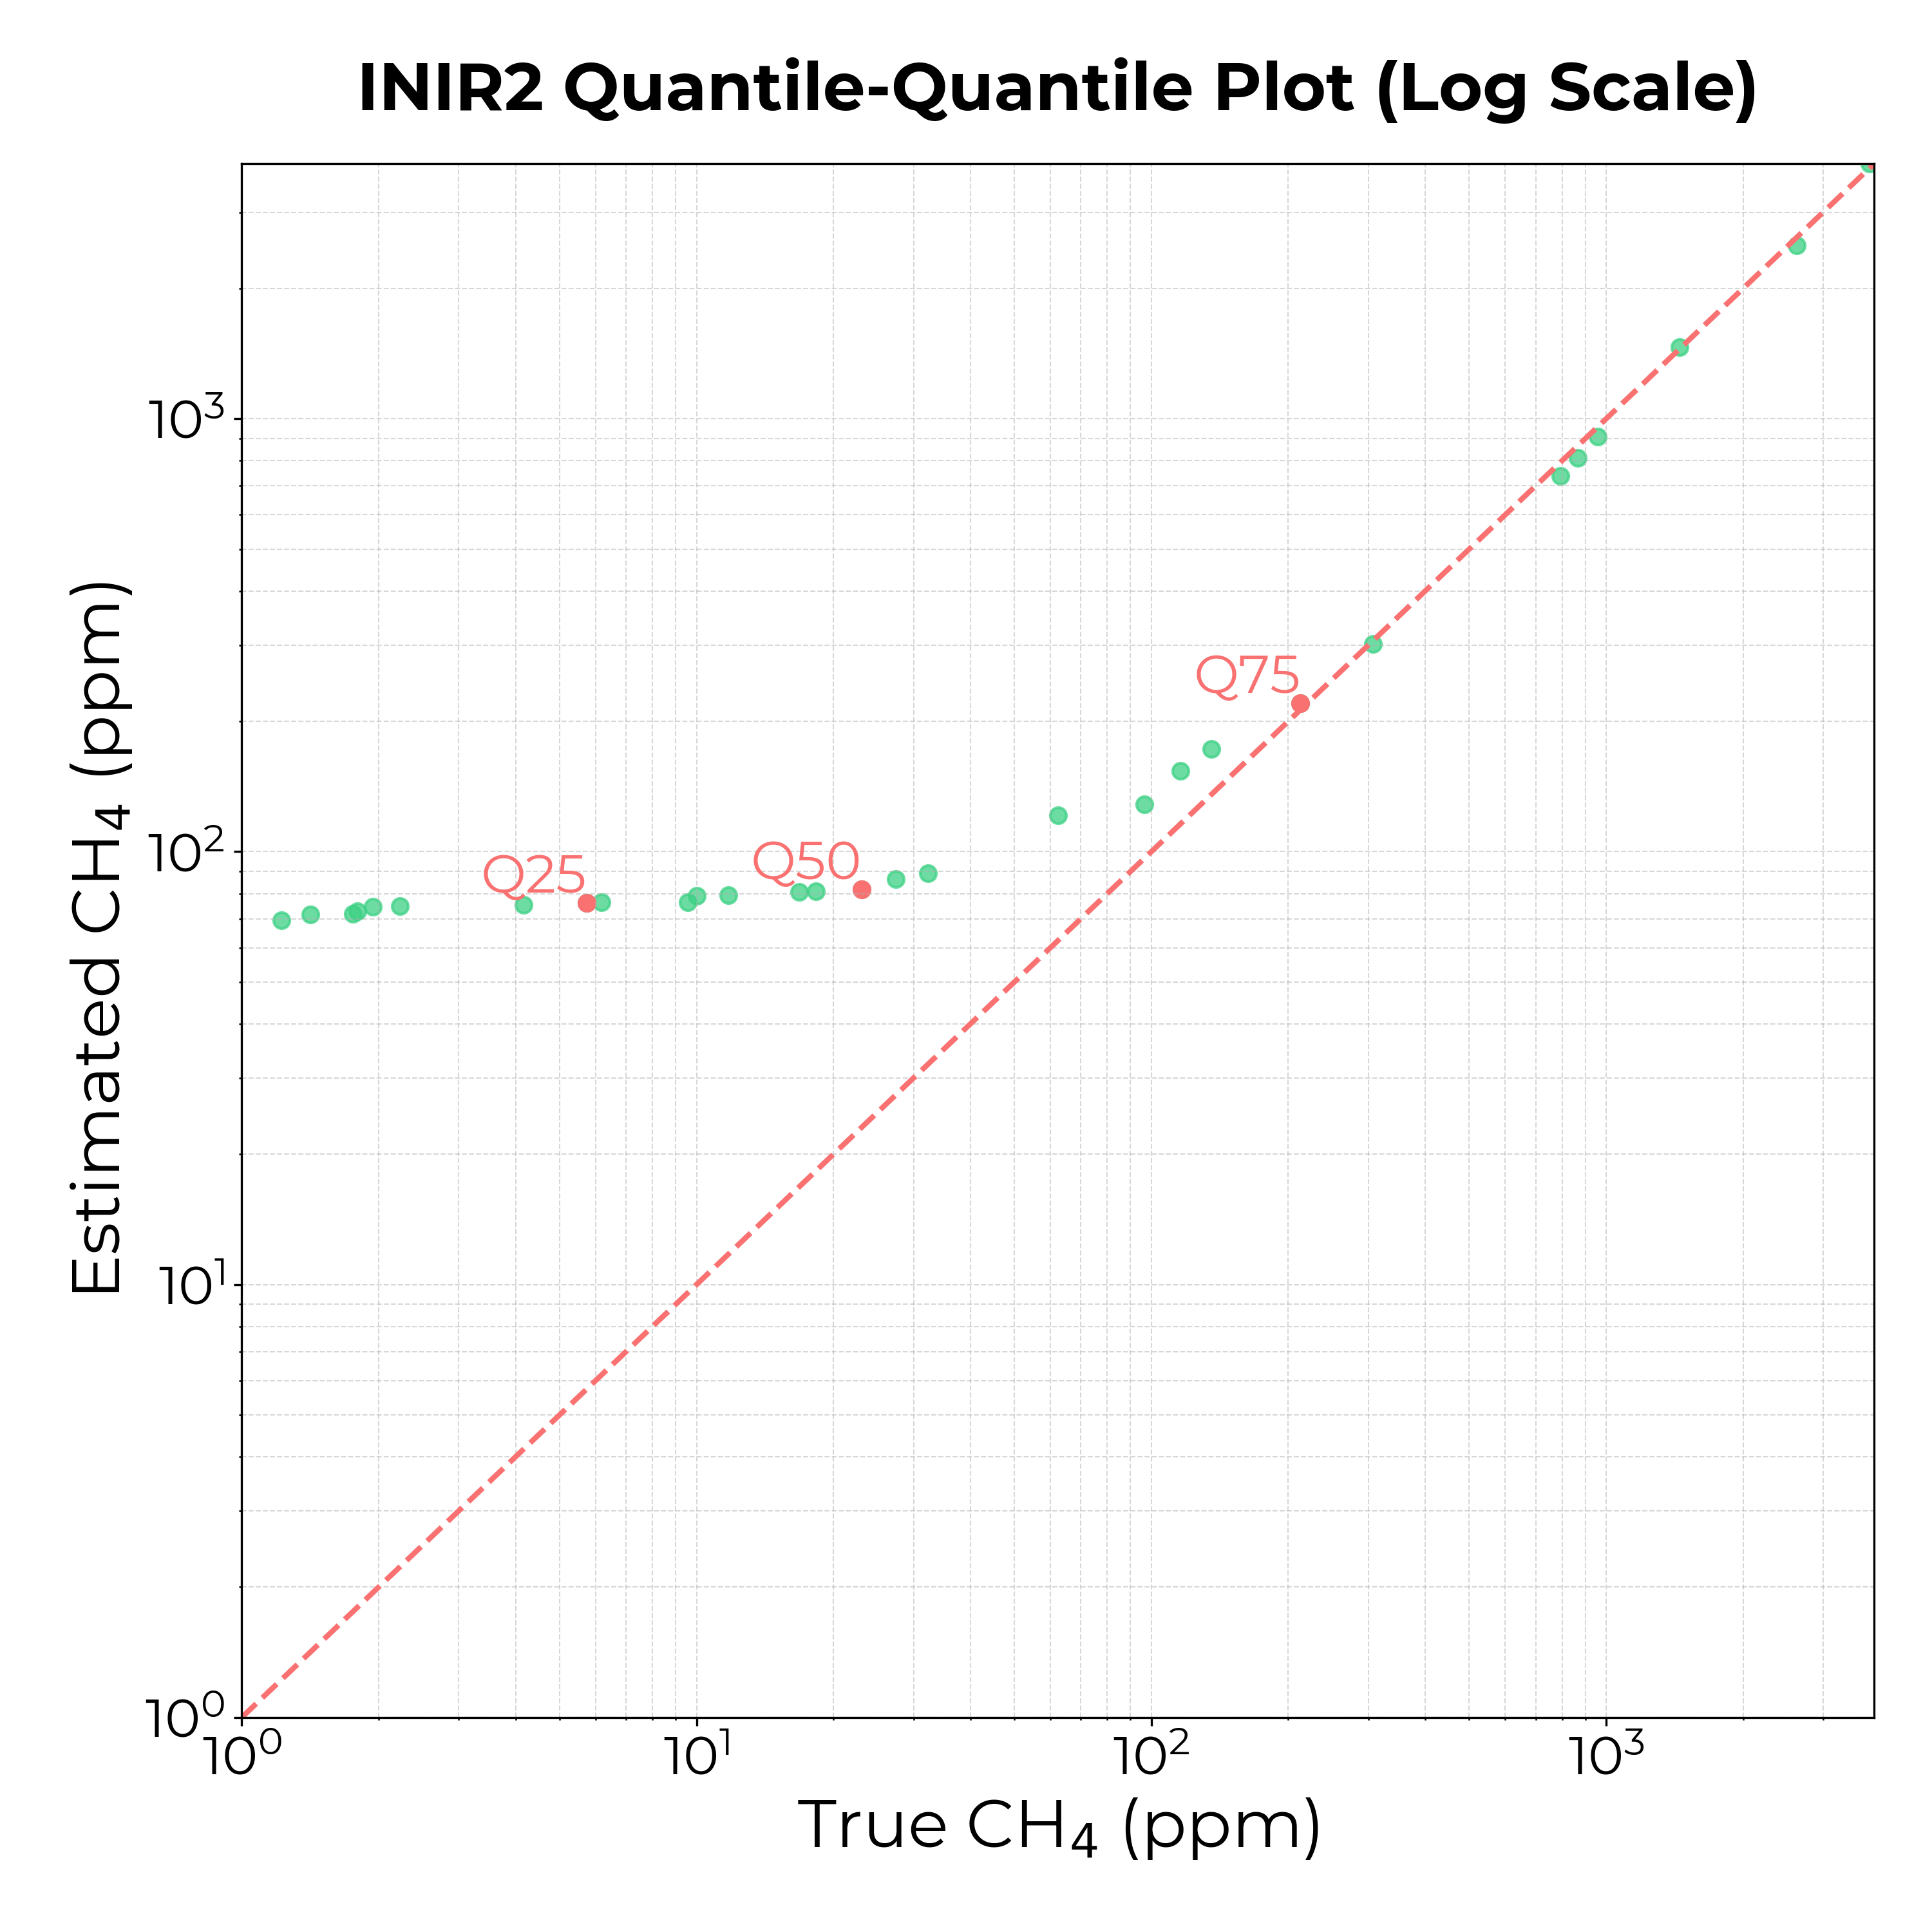 INIR2 Quantile-Quantile Plot (Log Scale)
Estimated CH₄ (ppm)
10³
10²
10¹
10⁰
Q25
Q50
Q75
10⁰ 10¹ 10² 10³
True CH₄ (ppm)